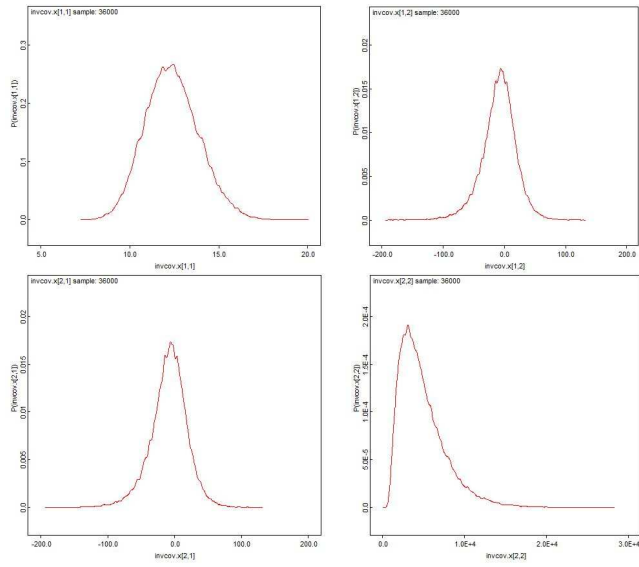 invcov.x[1,1] sample: 36000
P(invcov.x[1,1])
0.3
0.2
0.1
0.0
5.0 10.0 15.0 20.0
invcov.x[1,1]
invcov.x[1,2] sample: 36000
P(invcov.x[1,2])
0.02
0.015
0.01
0.005
0.0
-200.0 -100.0 0.0 100.0 200.0
invcov.x[1,2]
invcov.x[2,1] sample: 36000
P(invcov.x[2,1])
0.02
0.015
0.01
0.005
0.0
-200.0 -100.0 0.0 100.0 200.0
invcov.x[2,1]
invcov.x[2,2] sample: 36000
P(invcov.x[2,2])
2.0E-4
1.5E-4
1.0E-4
5.0E-5
0.0
0.0 1.0E+4 2.0E+4 3.0E+4
invcov.x[2,2]